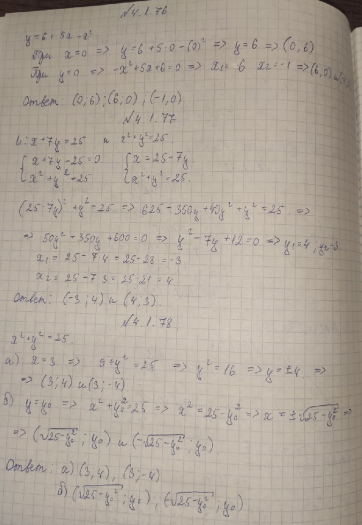 №4.1.76
y=6+5x-x²
При x=0 => y=6+5·0-(0)² => y=6 => (0,6)
При y=0 => -x²+5x+6=0 => x₁=6 x₂=-1 => (6,0)
Ответ (0,6);(6,0);(-1,0)
№4.1.77
L: x+7y=25 и x²+y²=25
{x+7y-25=0 {x=25-7y
{x²+y²=25 {x²+y²=25.
(25-7y)²+y²=25 => 625-350y+49y²+y²=25 =>
=> 50y²-350y+600=0 => y²-7y+12=0 => y₁=4, y₂=3
x₁=25-7·4=25-28=-3
x₂=25-7·3=25-21=4
Ответ: (-3;4) и (4,3)
№4.1.78
x²+y²=25
а) x=3 => 9+y²=25 => y²=16 => y=±4 =>
=> (3;4) и (3;-4)
б) y=y₀ => x²+y₀²=25 => x²=25-y₀² => x=±√25-y₀² =>
=> (√25-y₀²; y₀) и (-√25-y₀²; y₀)
Ответ: а) (3,4), (3;-4)
б) (√25-y₀²; y₀), (-√25-y₀²; y₀)